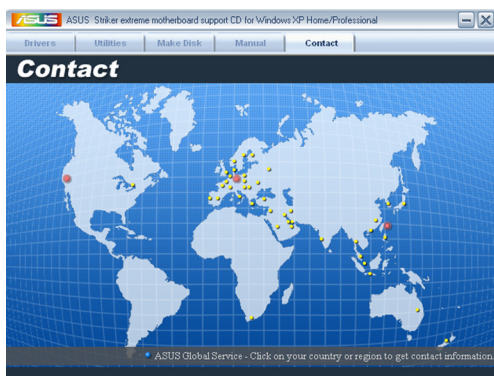 ASUS ASUS Striker extreme motherboard support CD for Windows XP Home/Professional
Drivers Utilities Make Disk Manual Contact
Contact
ASUS Global Service - Click on your country or region to get contact information.